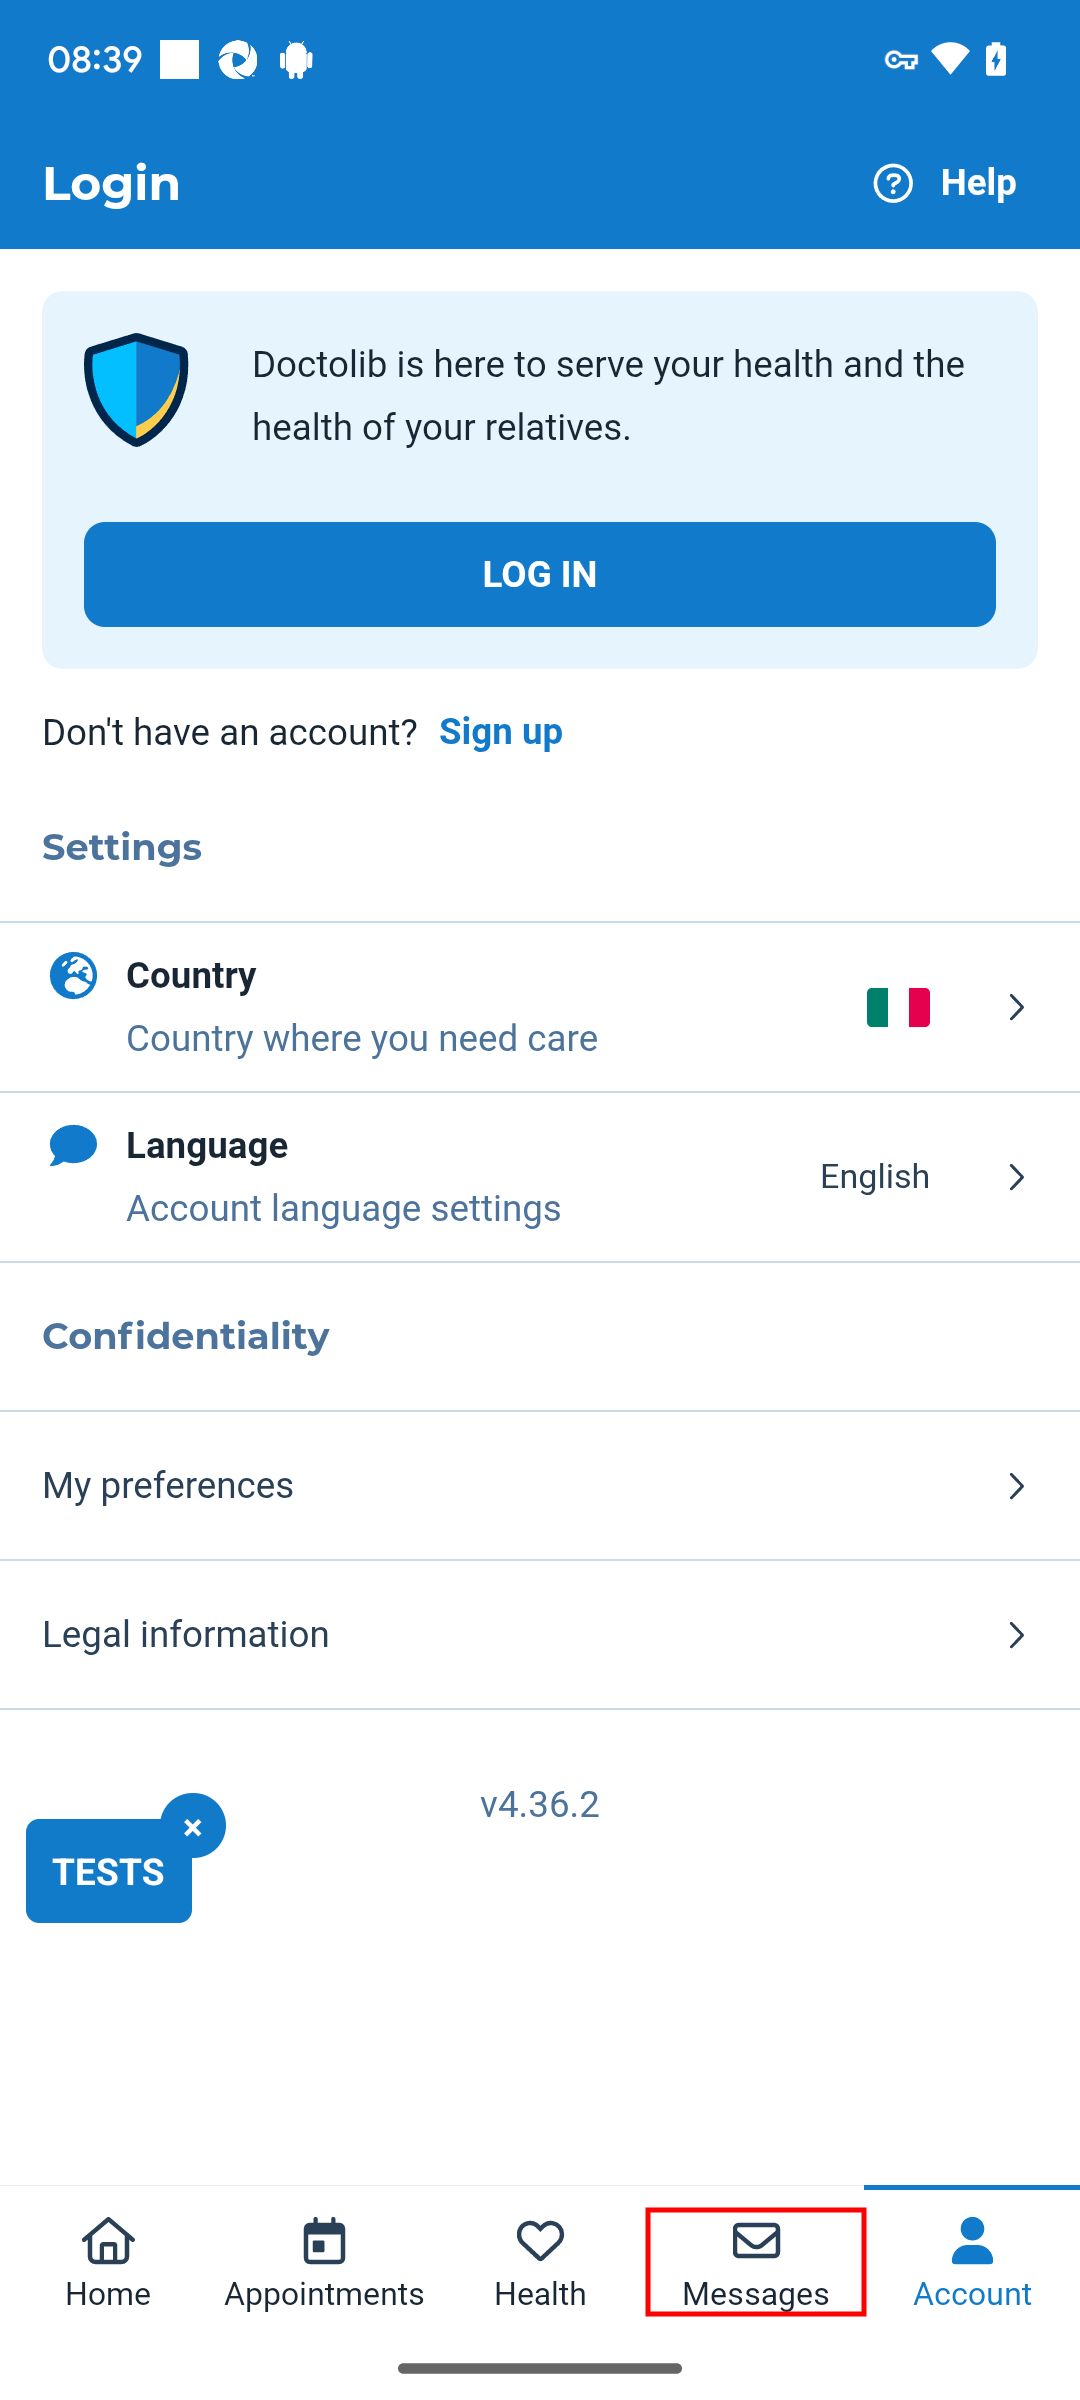 08:39
Login
Help
Doctolib is here to serve your health and the
health of your relatives.
LOG IN
Don't have an account? Sign up
Settings
Country
Country where you need care
Language
Account language settings
English
Confidentiality
My preferences
Legal information
v4.36.2
×
TESTS
Home
Appointments
Health
Messages
Account